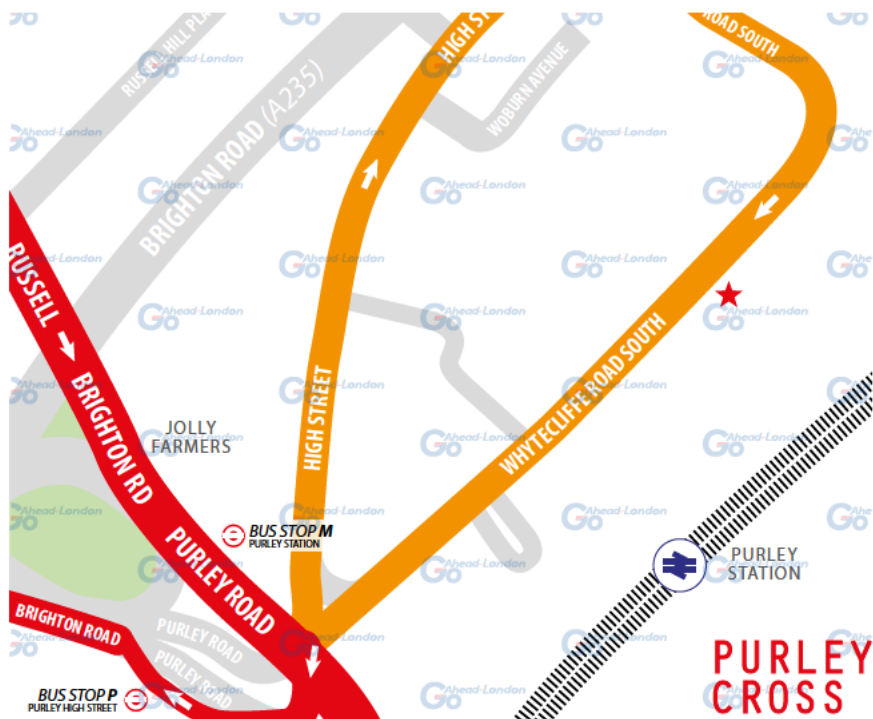 RUSSELL HILL PLA
HIGH ST
ROAD SOUTH
WOBURN AVENUE
BRIGHTON ROAD (A235)
RUSSELL
BRIGHTON RD
JOLLY
FARMERS
HIGH STREET
WHYTECLIFFE ROAD SOUTH
BUS STOP M
PURLEY STATION
PURLEY ROAD
PURLEY
STATION
BRIGHTON ROAD
PURLEY ROAD
PURLEY ROAD
BUS STOP P
PURLEY HIGH STREET
PURLEY
CROSS
Go Ahead-London